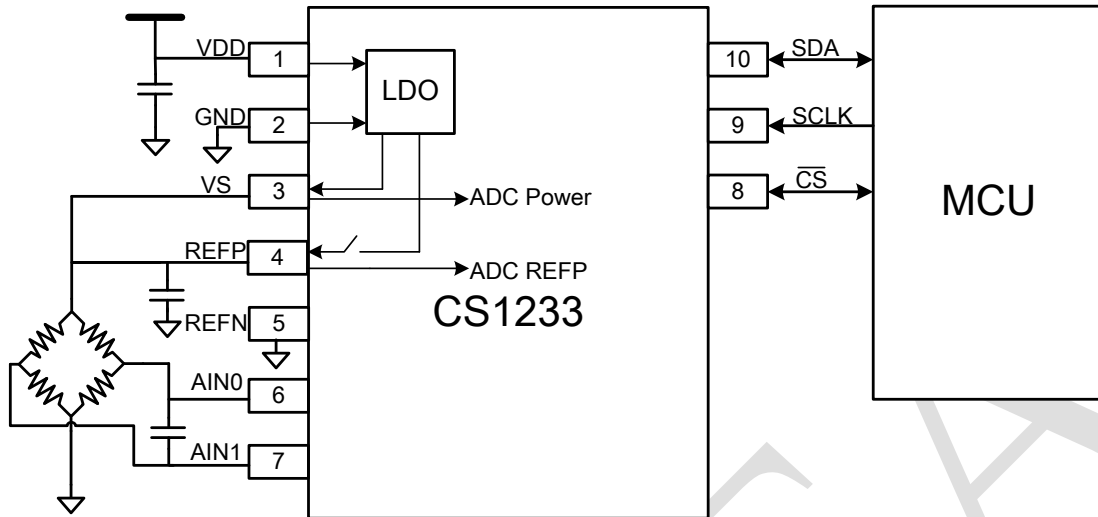 VDD
1
GND
2
VS
3
REFP
4
REFN
5
AIN0
6
AIN1
7
LDO
ADC Power
ADC REFP
CS1233
10
SDA
9
SCLK
8
CS
MCU